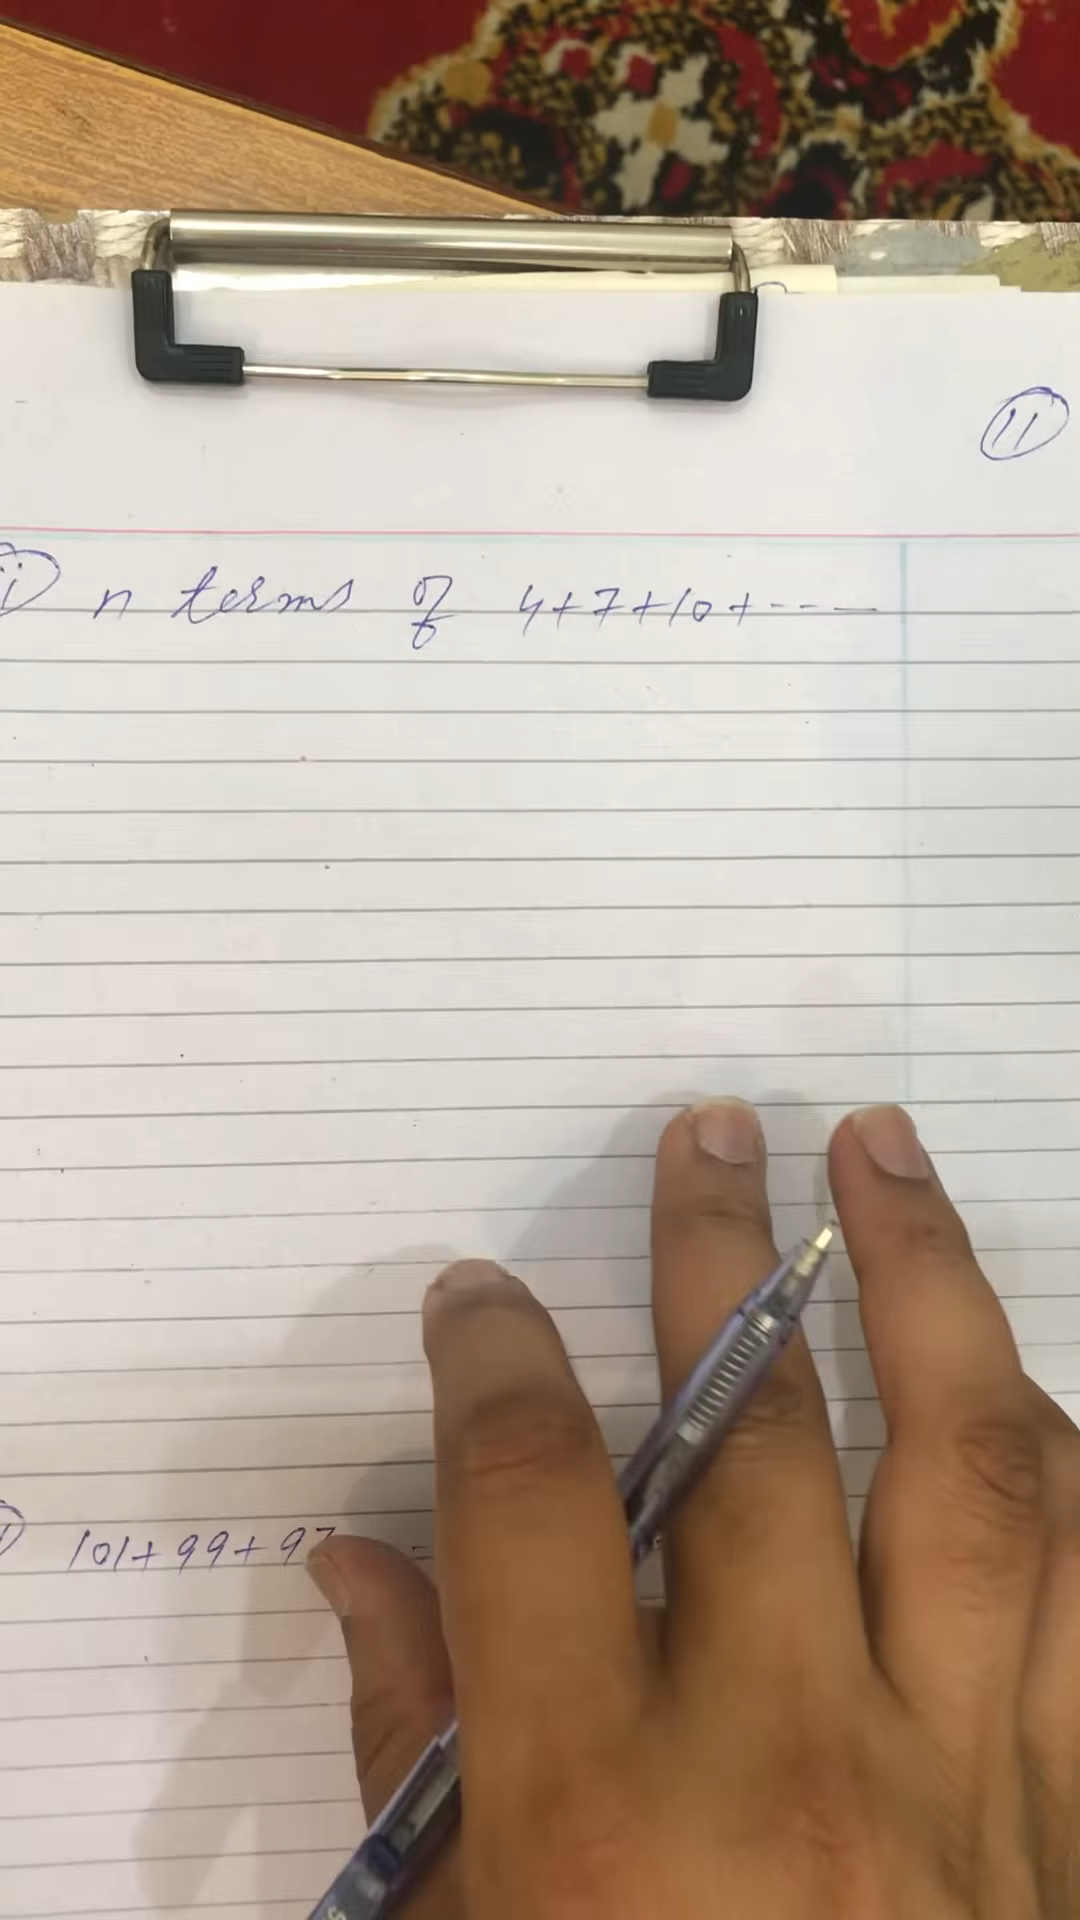 11
n terms of 4+7+10+-----
101+99+97